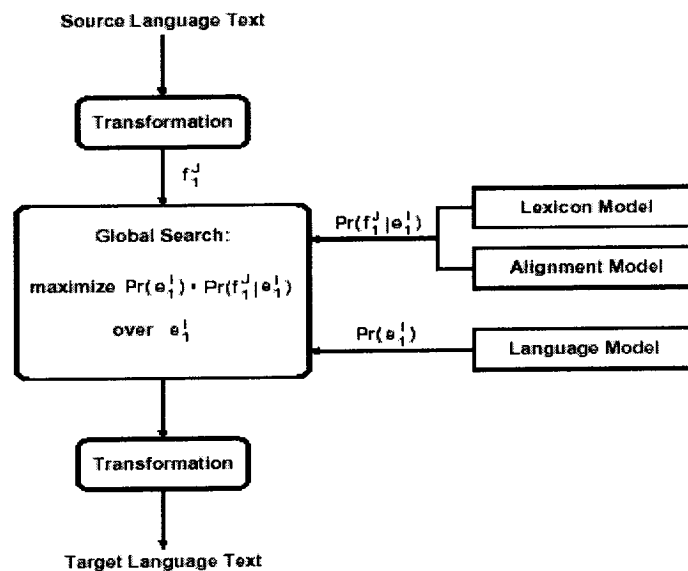 Source Language Text
Transformation
f₁ᴶ
Global Search:
maximize Pr(e₁ᴵ) · Pr(f₁ᴶ|e₁ᴵ)
over e₁ᴵ
Pr(f₁ᴶ|e₁ᴵ)
Lexicon Model
Alignment Model
Pr(e₁ᴵ)
Language Model
Transformation
Target Language Text